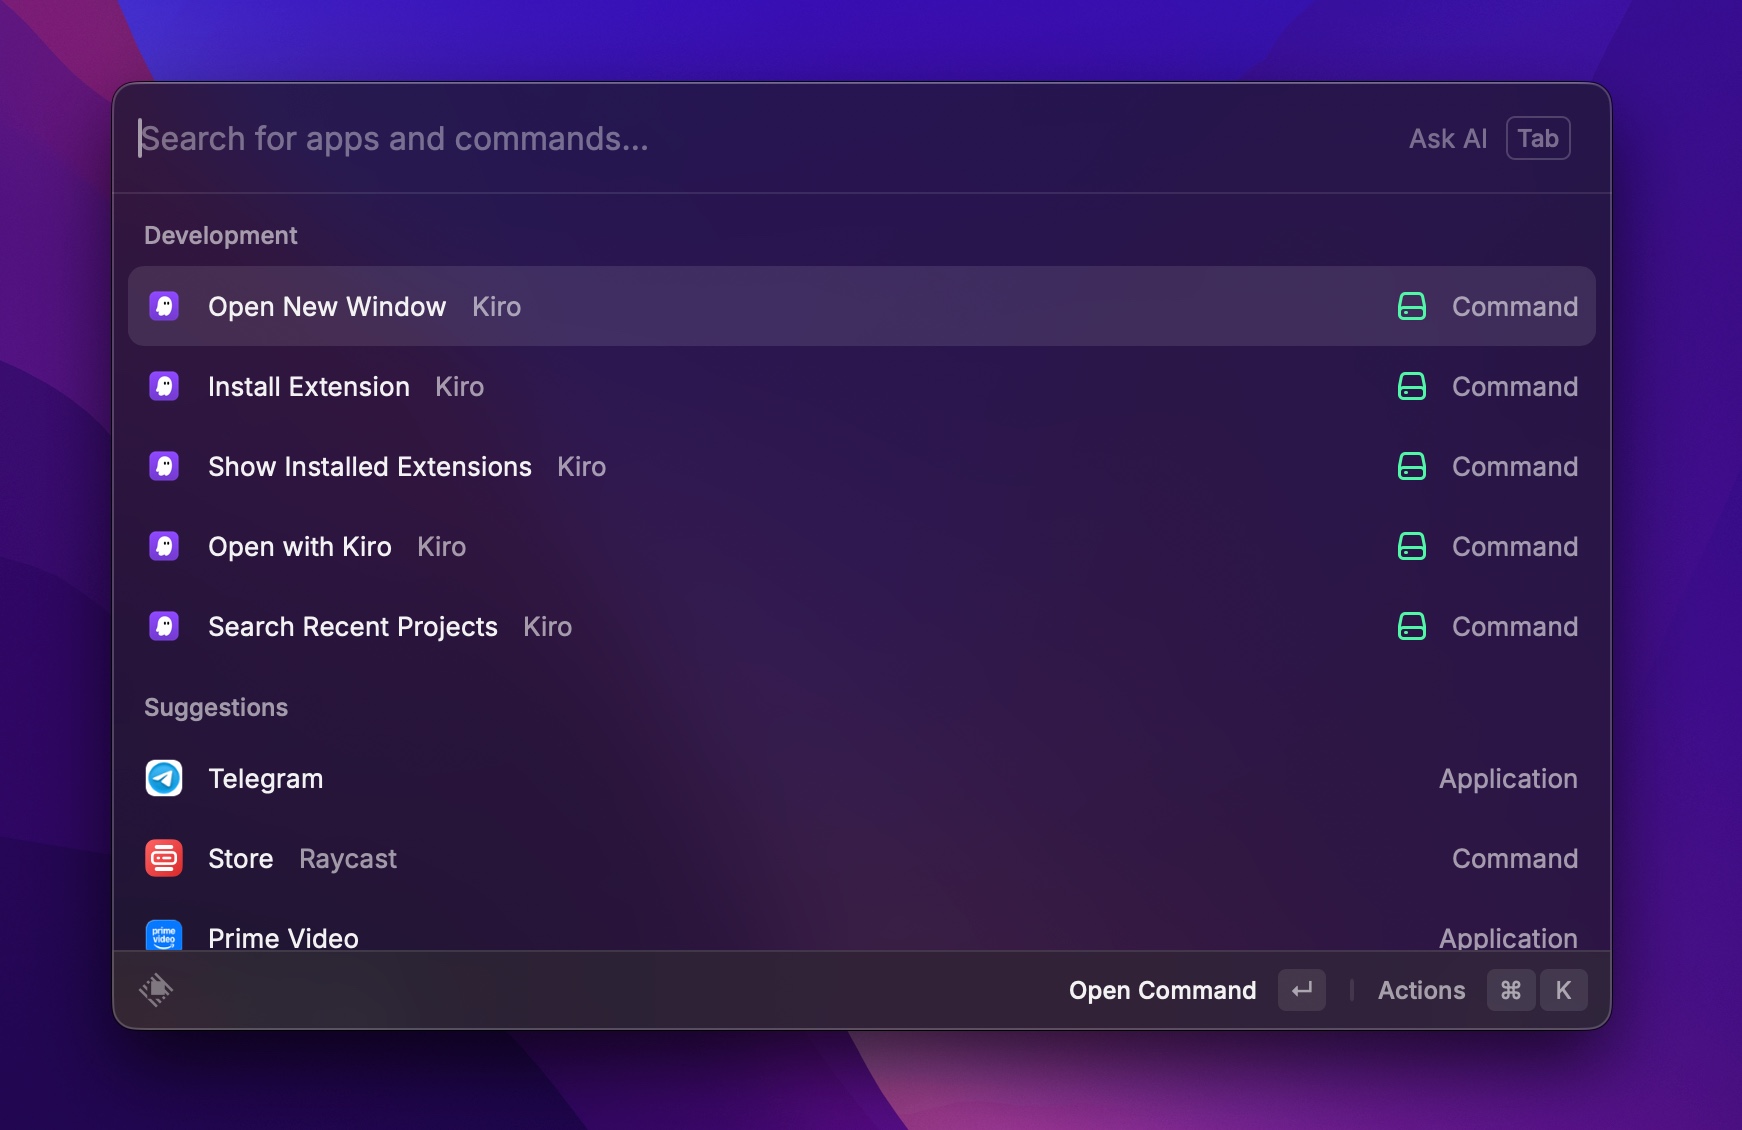 Search for apps and commands...
Ask AI Tab
Development
Open New Window Kiro Command
Install Extension Kiro Command
Show Installed Extensions Kiro Command
Open with Kiro Kiro Command
Search Recent Projects Kiro Command
Suggestions
Telegram Application
Store Raycast Command
prime
video
Prime Video Application
Open Command ↵ Actions ⌘ K